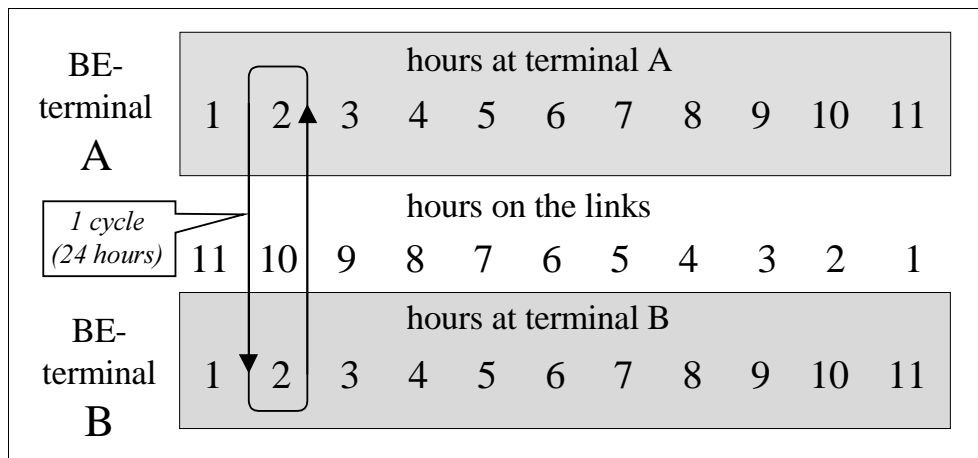 BE-
terminal
A
hours at terminal A
1 2 3 4 5 6 7 8 9 10 11
1 cycle
(24 hours)
hours on the links
11 10 9 8 7 6 5 4 3 2 1
BE-
terminal
B
hours at terminal B
1 2 3 4 5 6 7 8 9 10 11